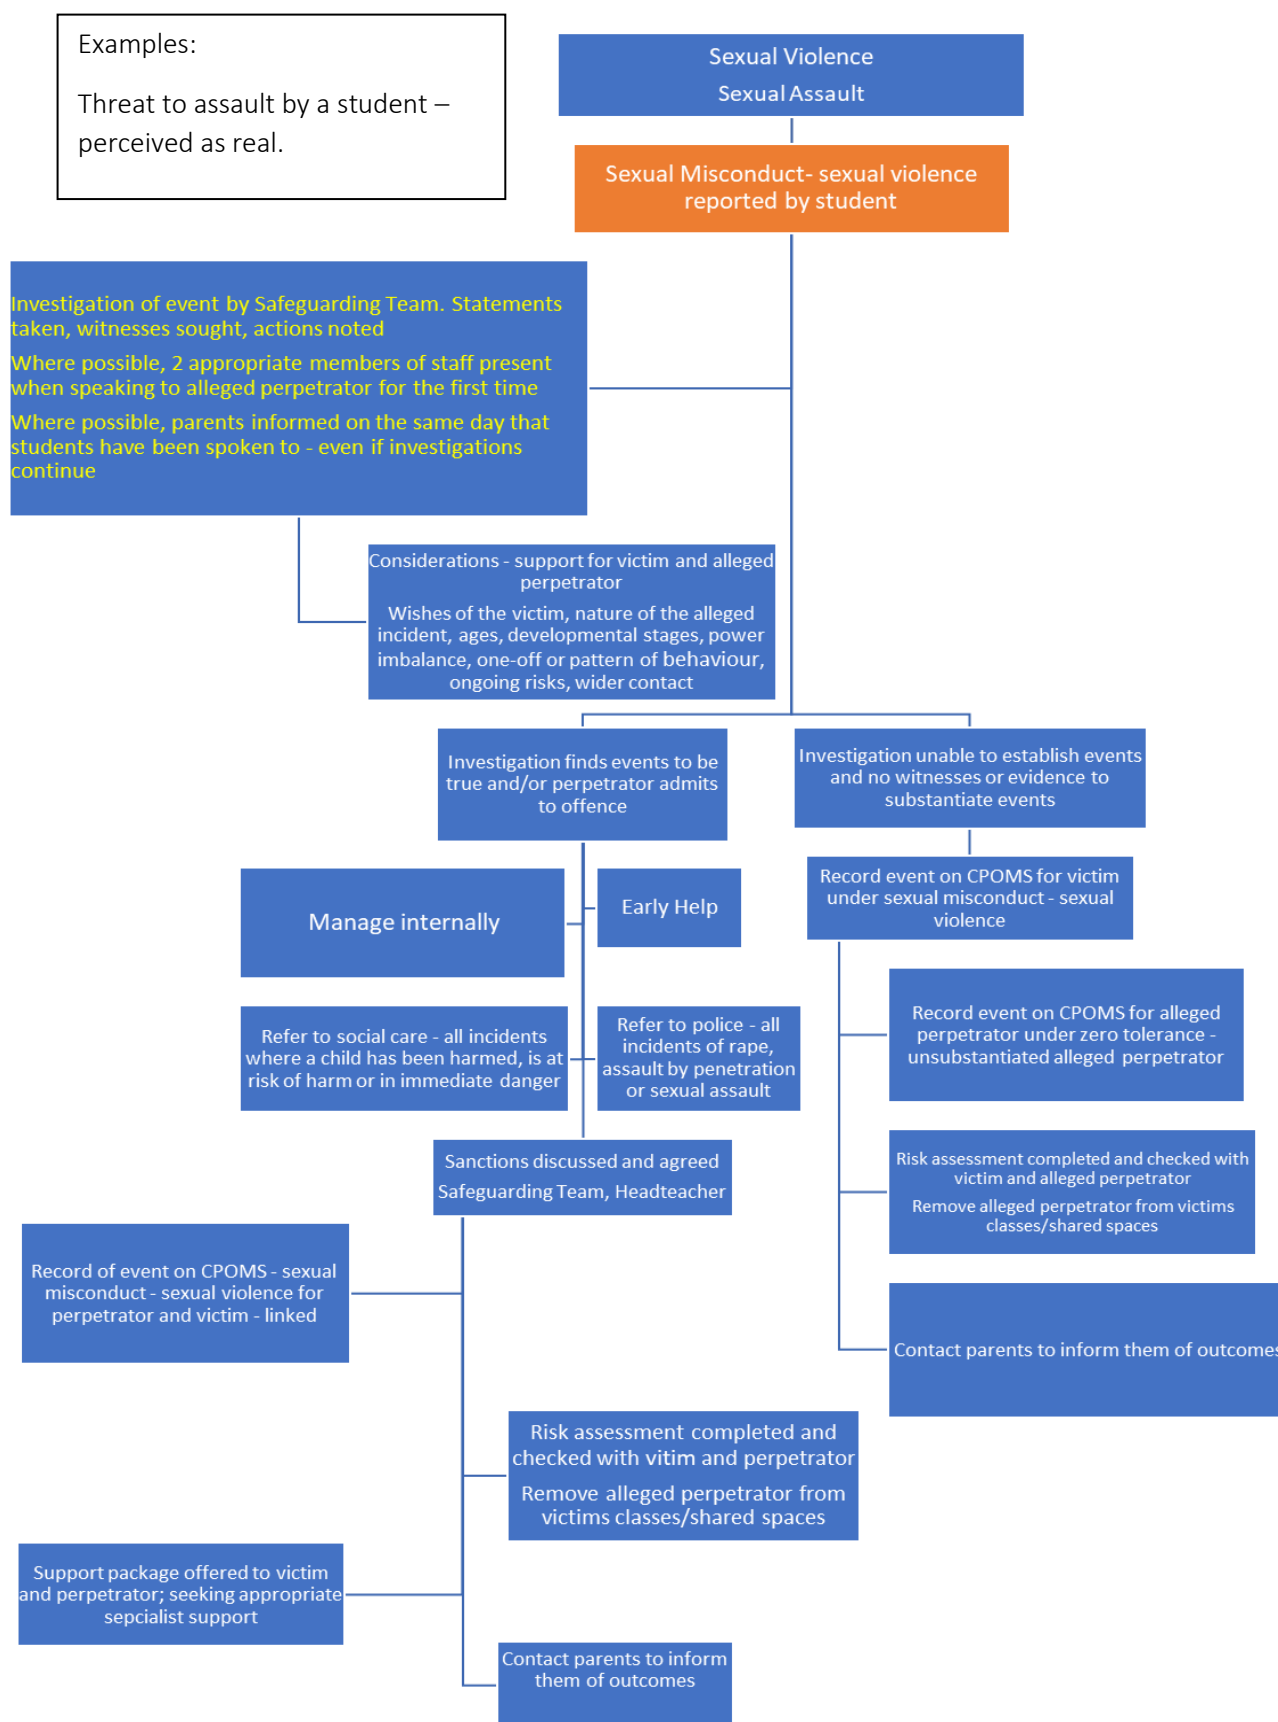 Examples:
Threat to assault by a student –
perceived as real.
Sexual Violence
Sexual Assault
Sexual Misconduct- sexual violence
reported by student
Investigation of event by Safeguarding Team. Statements
taken, witnesses sought, actions noted
Where possible, 2 appropriate members of staff present
when speaking to alleged perpetrator for the first time
Where possible, parents informed on the same day that
students have been spoken to - even if investigations
continue
Considerations - support for victim and alleged
perpetrator
Wishes of the victim, nature of the alleged
incident, ages, developmental stages, power
imbalance, one-off or pattern of behaviour,
ongoing risks, wider contact
Investigation finds events to be
true and/or perpetrator admits
to offence
Investigation unable to establish events
and no witnesses or evidence to
substantiate events
Manage internally
Early Help
Record event on CPOMS for victim
under sexual misconduct - sexual
violence
Refer to social care - all incidents
where a child has been harmed, is at
risk of harm or in immediate danger
Refer to police - all
incidents of rape,
assault by penetration
or sexual assault
Record event on CPOMS for alleged
perpetrator under zero tolerance -
unsubstantiated alleged perpetrator
Sanctions discussed and agreed
Safeguarding Team, Headteacher
Risk assessment completed and checked with
victim and alleged perpetrator
Remove alleged perpetrator from victims
classes/shared spaces
Record of event on CPOMS - sexual
misconduct - sexual violence for
perpetrator and victim - linked
Contact parents to inform them of outcomes
Risk assessment completed and
checked with vitim and perpetrator
Remove alleged perpetrator from
victims classes/shared spaces
Support package offered to victim
and perpetrator; seeking appropriate
sepcialist support
Contact parents to inform
them of outcomes